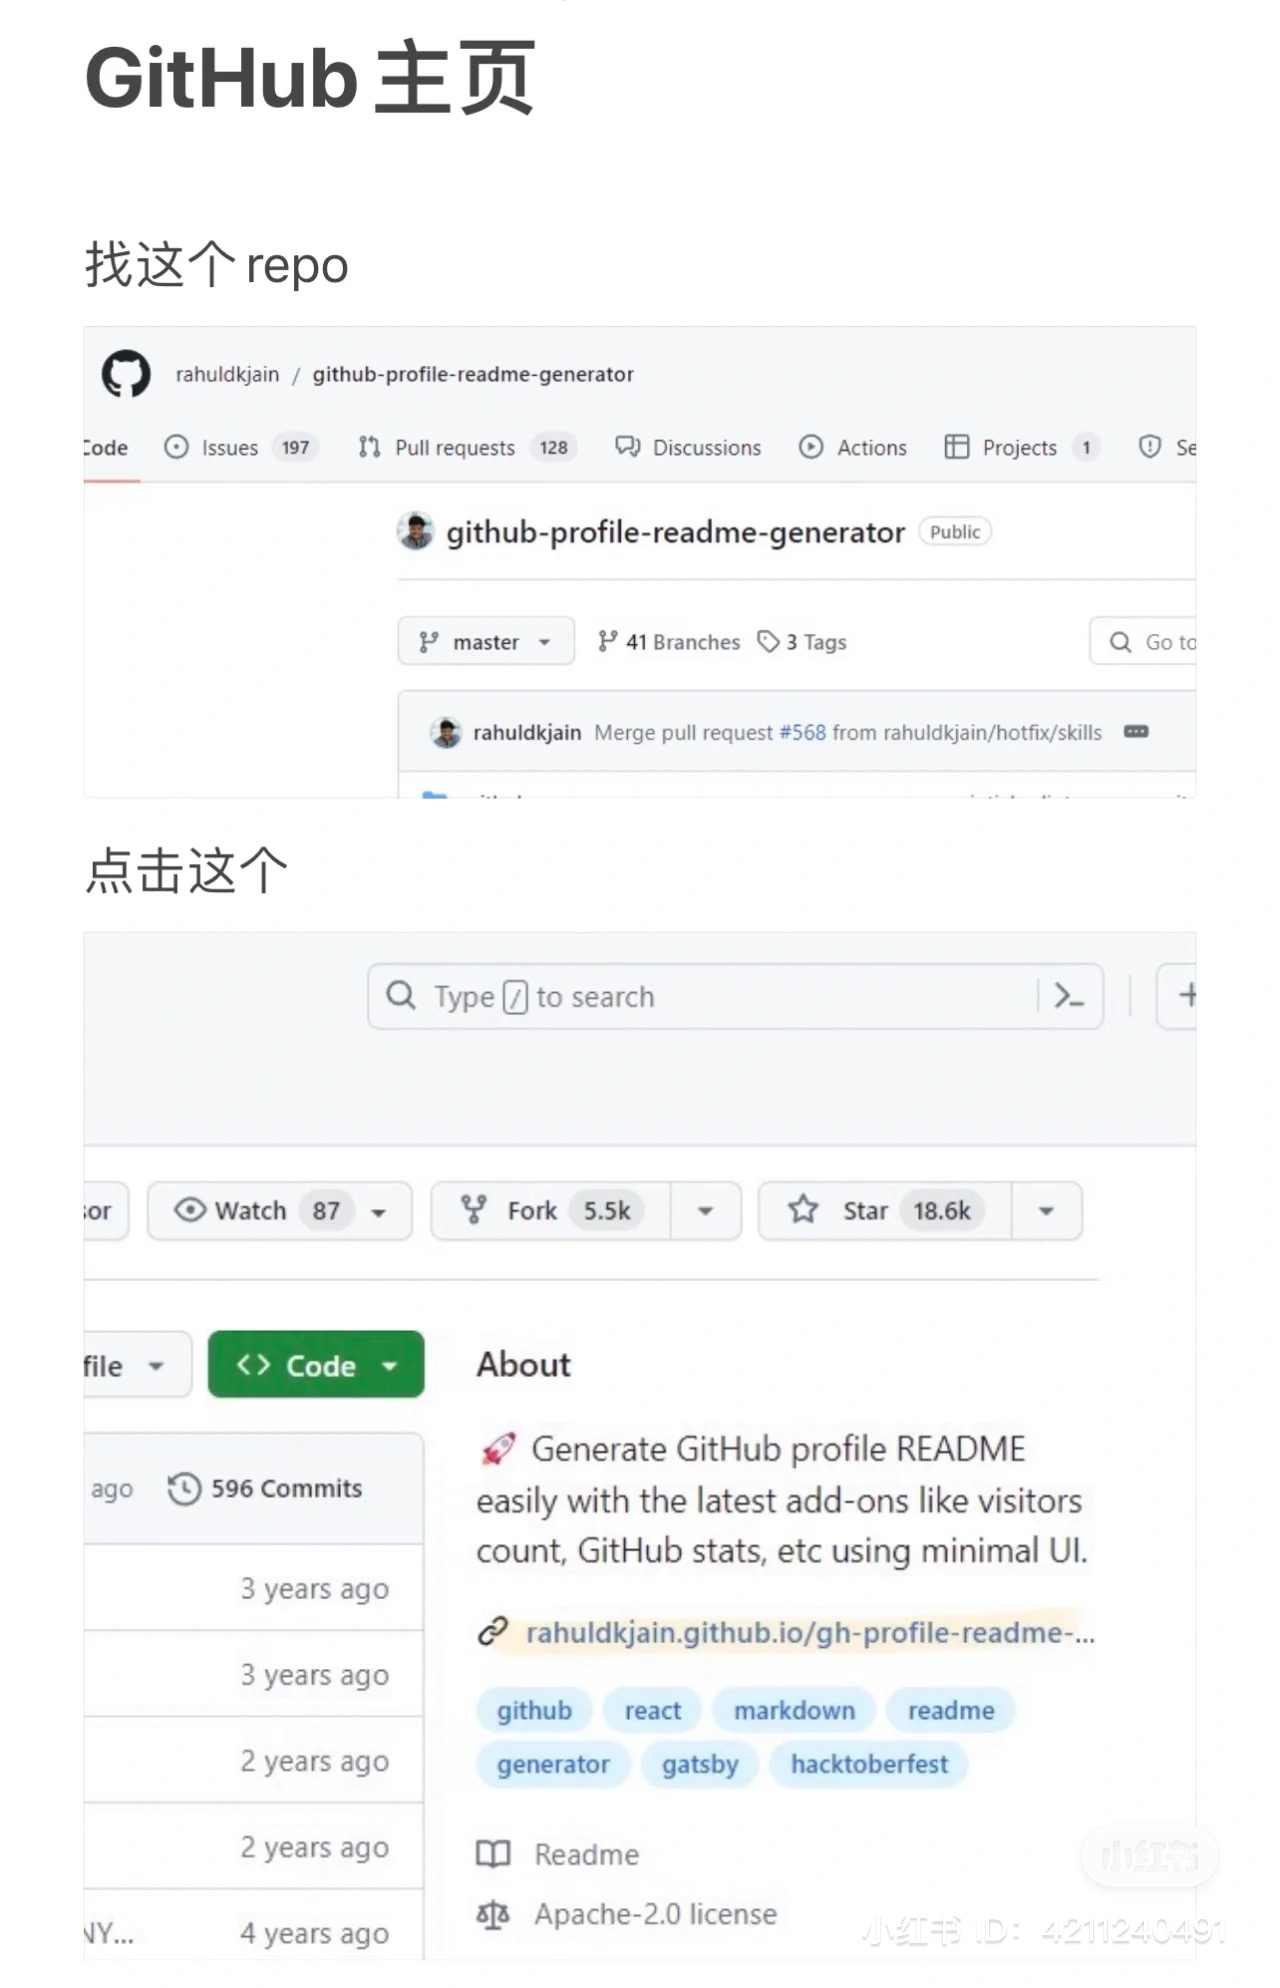 GitHub 主页
找这个 repo
rahuldkjain / github-profile-readme-generator
Code Issues 197 Pull requests 128 Discussions Actions Projects 1 Se
github-profile-readme-generator Public
master 41 Branches 3 Tags Go to
rahuldkjain Merge pull request #568 from rahuldkjain/hotfix/skills
点击这个
Type / to search
sor Watch 87 Fork 5.5k Star 18.6k
file Code About
🚀 Generate GitHub profile README
easily with the latest add-ons like visitors
count, GitHub stats, etc using minimal UI.
ago 596 Commits
3 years ago
rahuldkjain.github.io/gh-profile-readme-...
3 years ago
github react markdown readme
2 years ago
generator gatsby hacktoberfest
2 years ago
Readme
NY... 4 years ago
Apache-2.0 license
小红书
小红书 ID: 4211240491